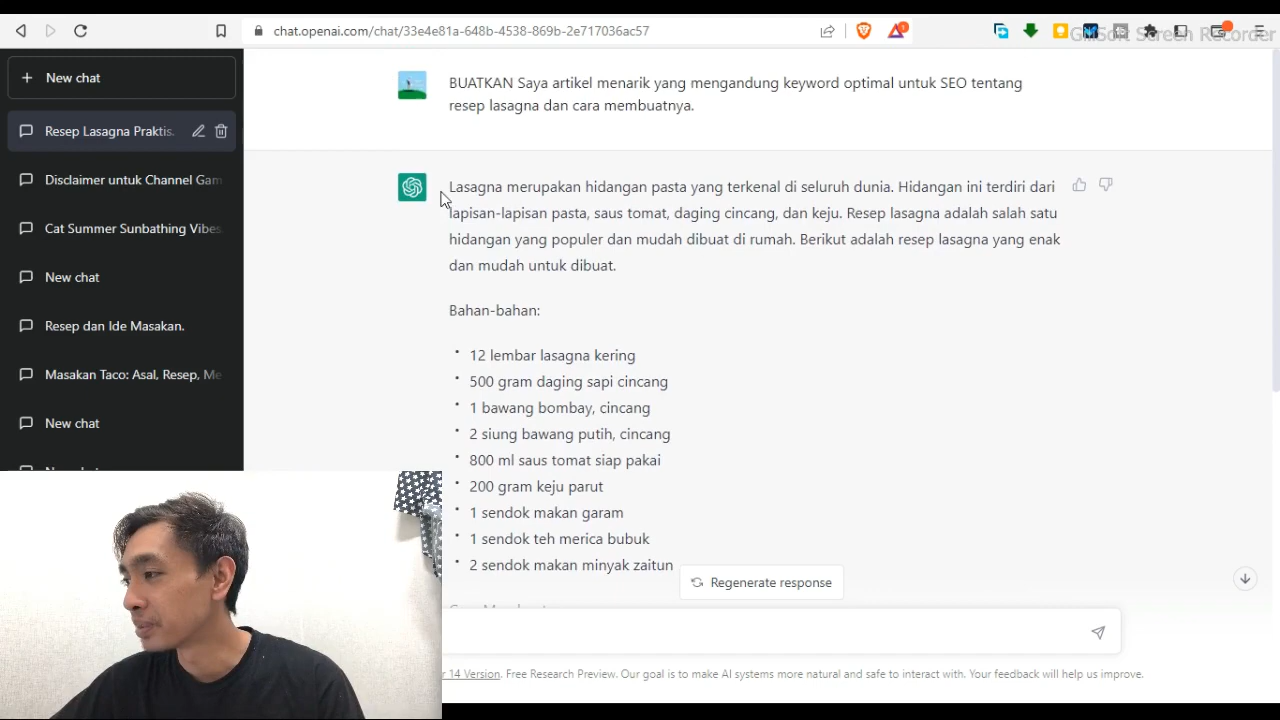 chat.openai.com/chat/33e4e81a-648b-4538-869b-2e717036ac57
1
GiliSoft Screen Recorder
New chat
Resep Lasagna Praktis.
Disclaimer untuk Channel Gam
Cat Summer Sunbathing Vibes
New chat
Resep dan Ide Masakan.
Masakan Taco: Asal, Resep, Me
New chat
BUATKAN Saya artikel menarik yang mengandung keyword optimal untuk SEO tentang
resep lasagna dan cara membuatnya.
Lasagna merupakan hidangan pasta yang terkenal di seluruh dunia. Hidangan ini terdiri dari
lapisan-lapisan pasta, saus tomat, daging cincang, dan keju. Resep lasagna adalah salah satu
hidangan yang populer dan mudah dibuat di rumah. Berikut adalah resep lasagna yang enak
dan mudah untuk dibuat.
Bahan-bahan:
12 lembar lasagna kering
500 gram daging sapi cincang
1 bawang bombay, cincang
2 siung bawang putih, cincang
800 ml saus tomat siap pakai
200 gram keju parut
1 sendok makan garam
1 sendok teh merica bubuk
2 sendok makan minyak zaitun
Regenerate response
14 Version. Free Research Preview. Our goal is to make AI systems more natural and safe to interact with. Your feedback will help us improve.